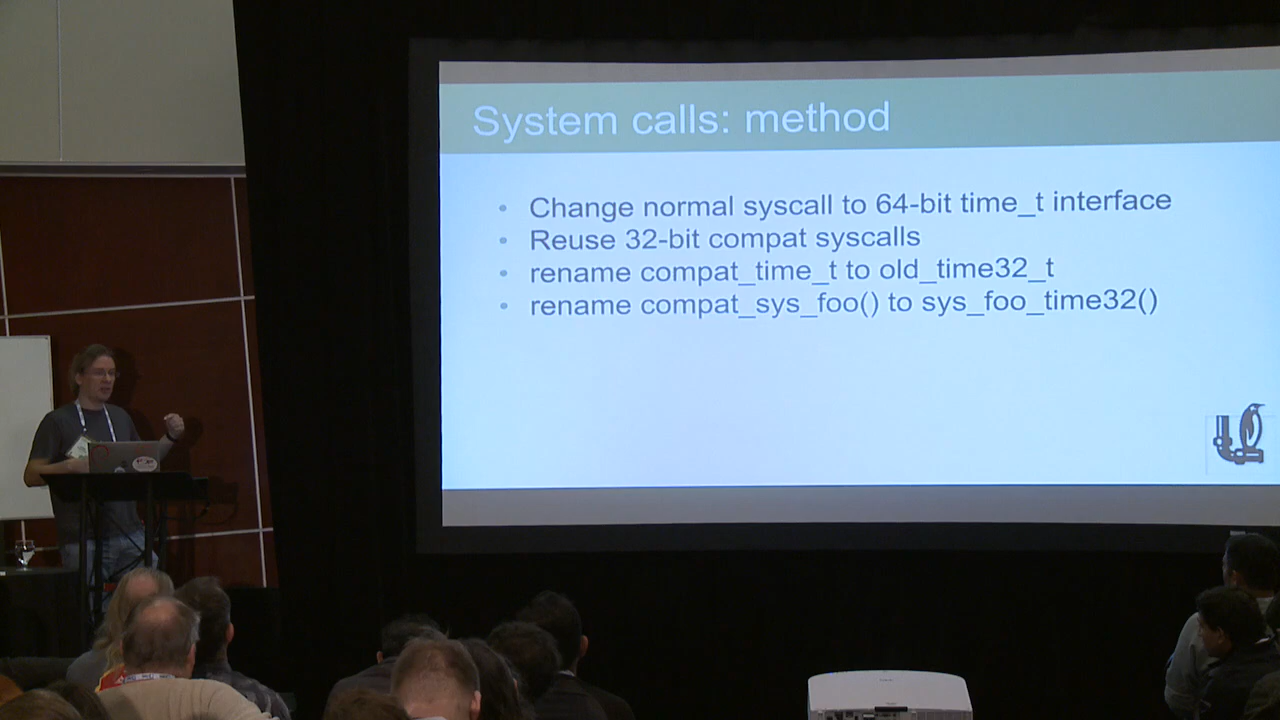 System calls: method
• Change normal syscall to 64-bit time_t interface
• Reuse 32-bit compat syscalls
• rename compat_time_t to old_time32_t
• rename compat_sys_foo() to sys_foo_time32()